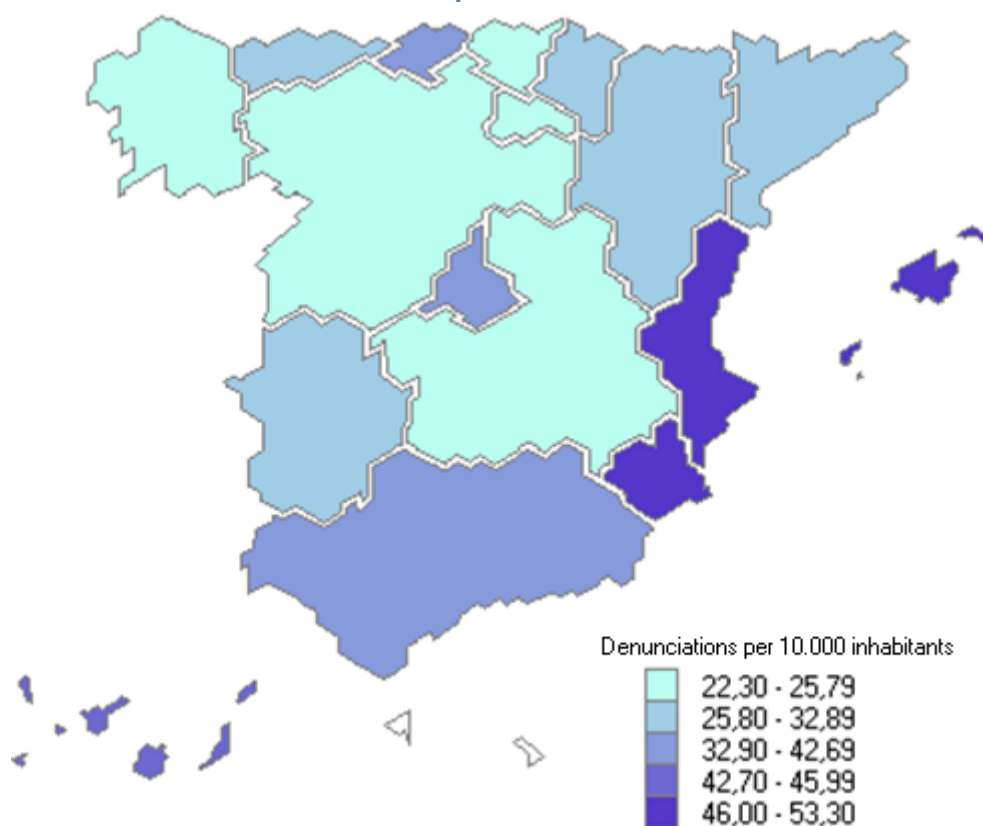 Denunciations per 10.000 inhabitants
22,30 - 25,79
25,80 - 32,89
32,90 - 42,69
42,70 - 45,99
46,00 - 53,30